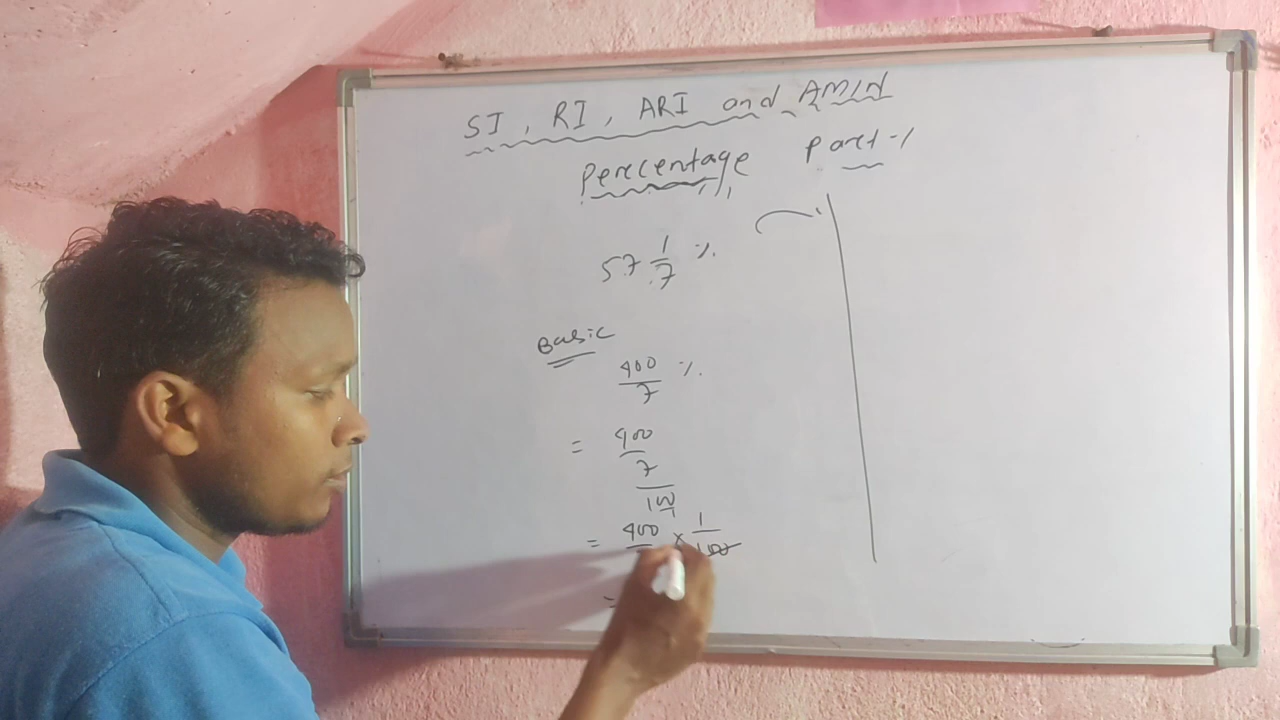 SI, RI, ARI and AMIN
Percentage Part-1
57 1/7 %
Basic
400/7 %
= 400/7/100
= 400/ × 1/100
=